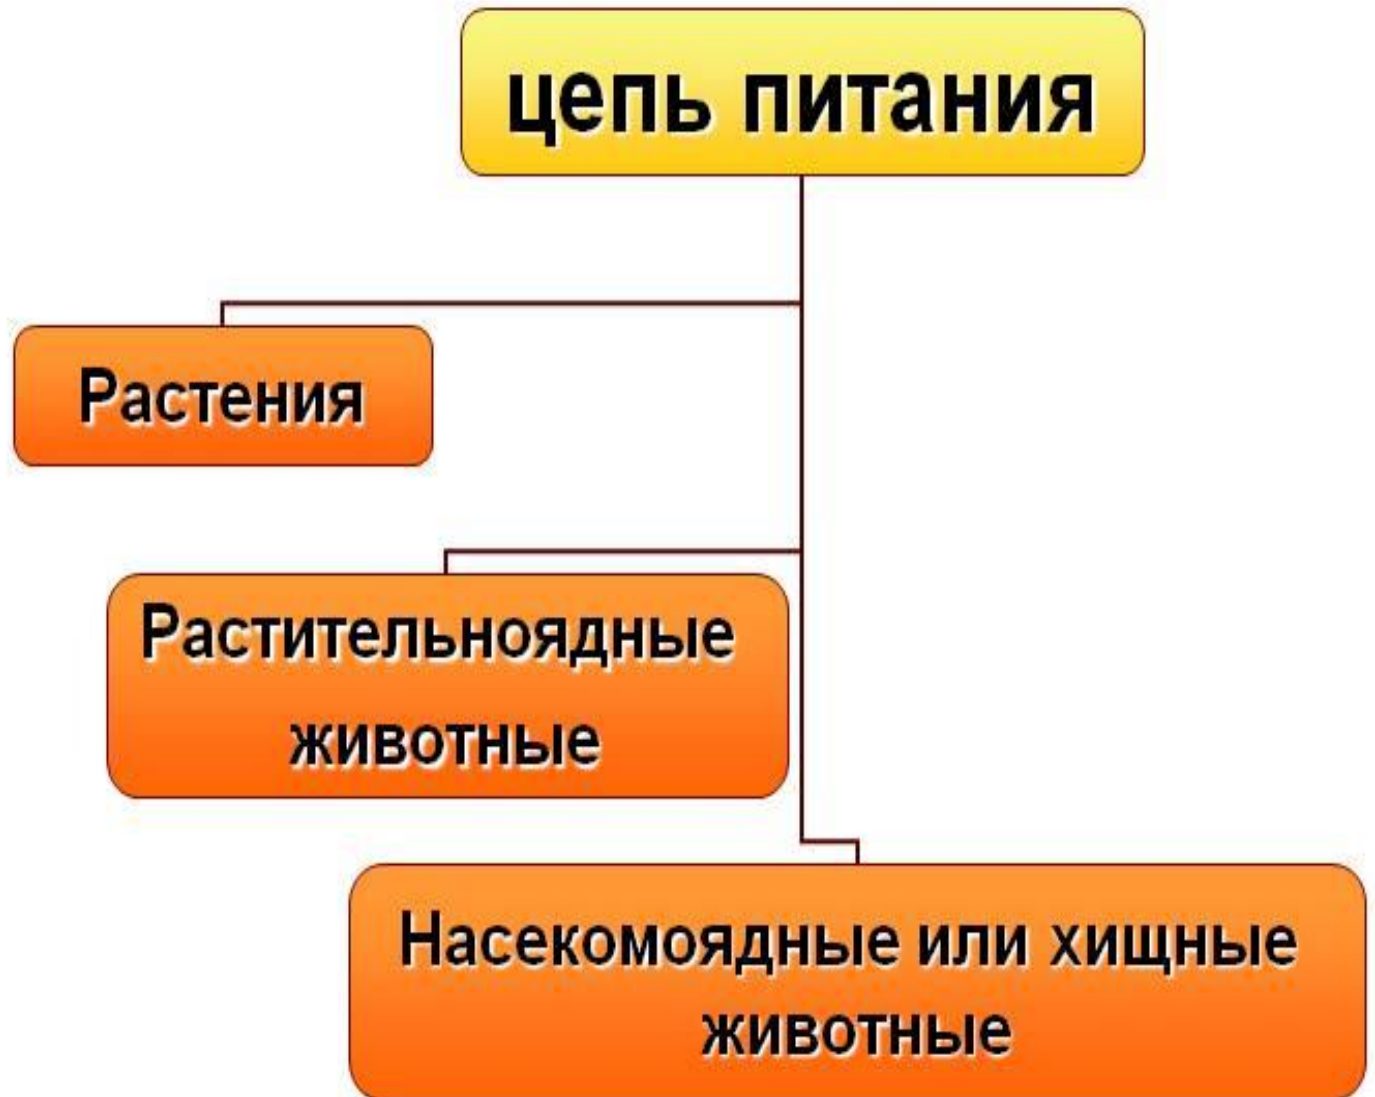 цепь питания
Растения
Растительноядные
животные
Насекомоядные или хищные
животные